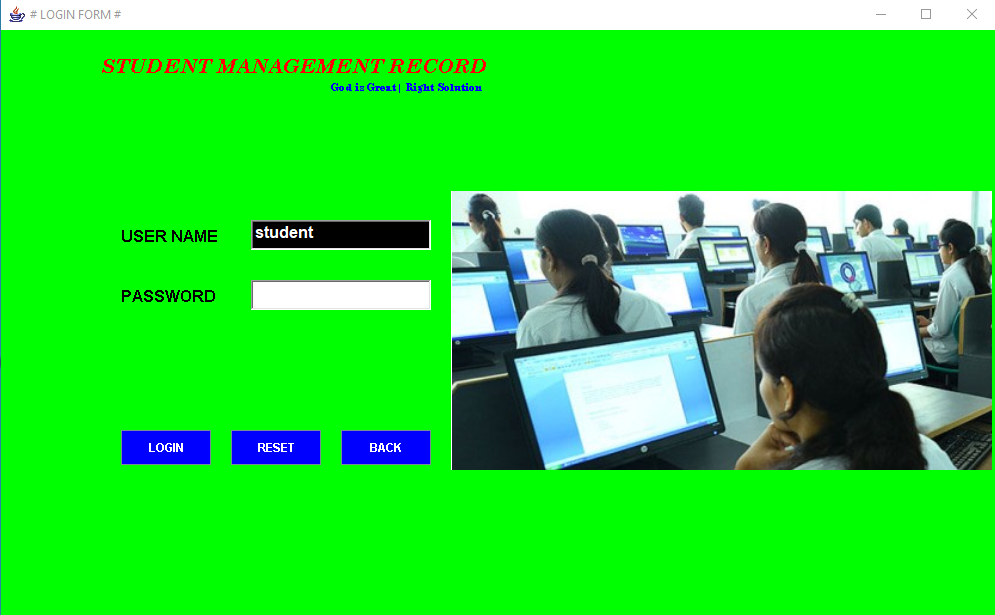 # LOGIN FORM #
STUDENT MANAGEMENT RECORD
God is Great| Right Solution
USER NAME
student
PASSWORD
LOGIN
RESET
BACK